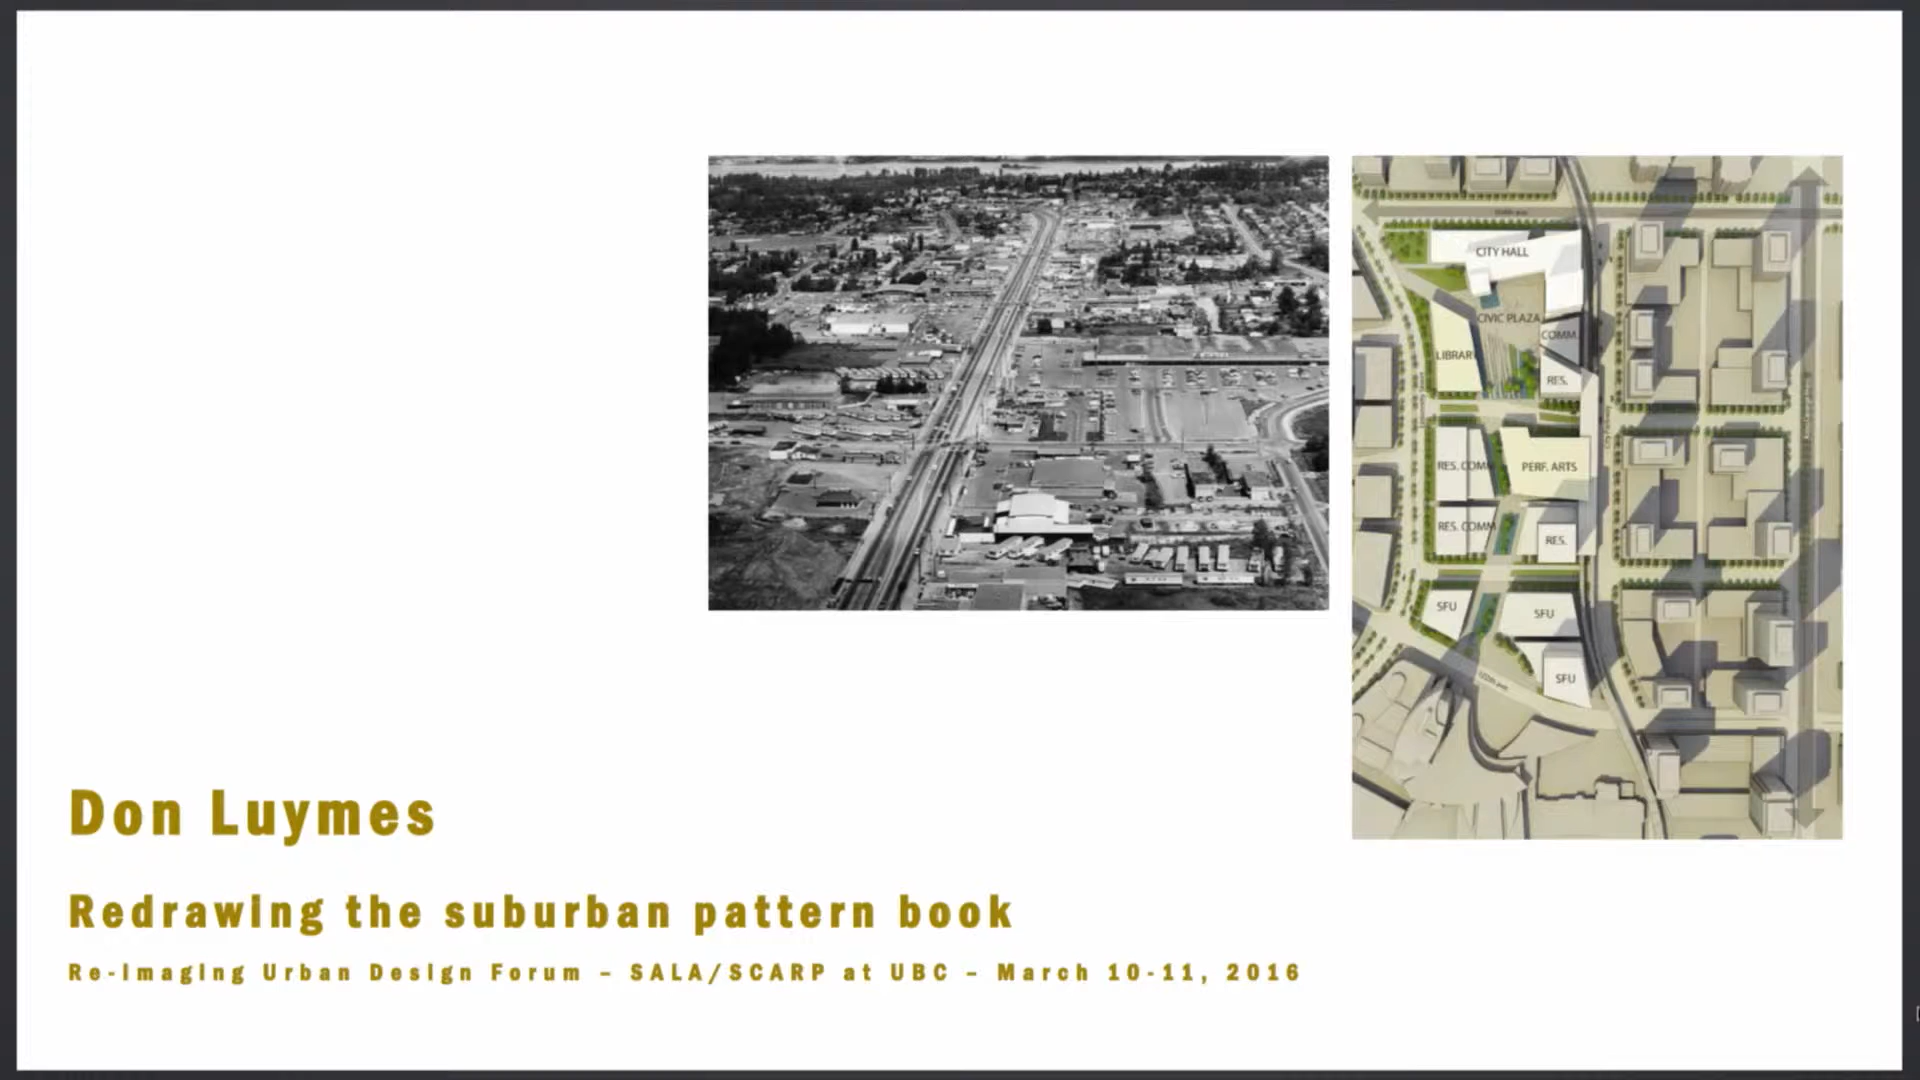 CITY HALL
CIVIC PLAZA
COMM.
LIBRARY
RES.
RES. COMM
PERF. ARTS
RES. COMM
RES.
SFU
SFU
SFU
Don Luymes
Redrawing the suburban pattern book
Re-Imaging Urban Design Forum – SALA/SCARP at UBC – March 10-11, 2016